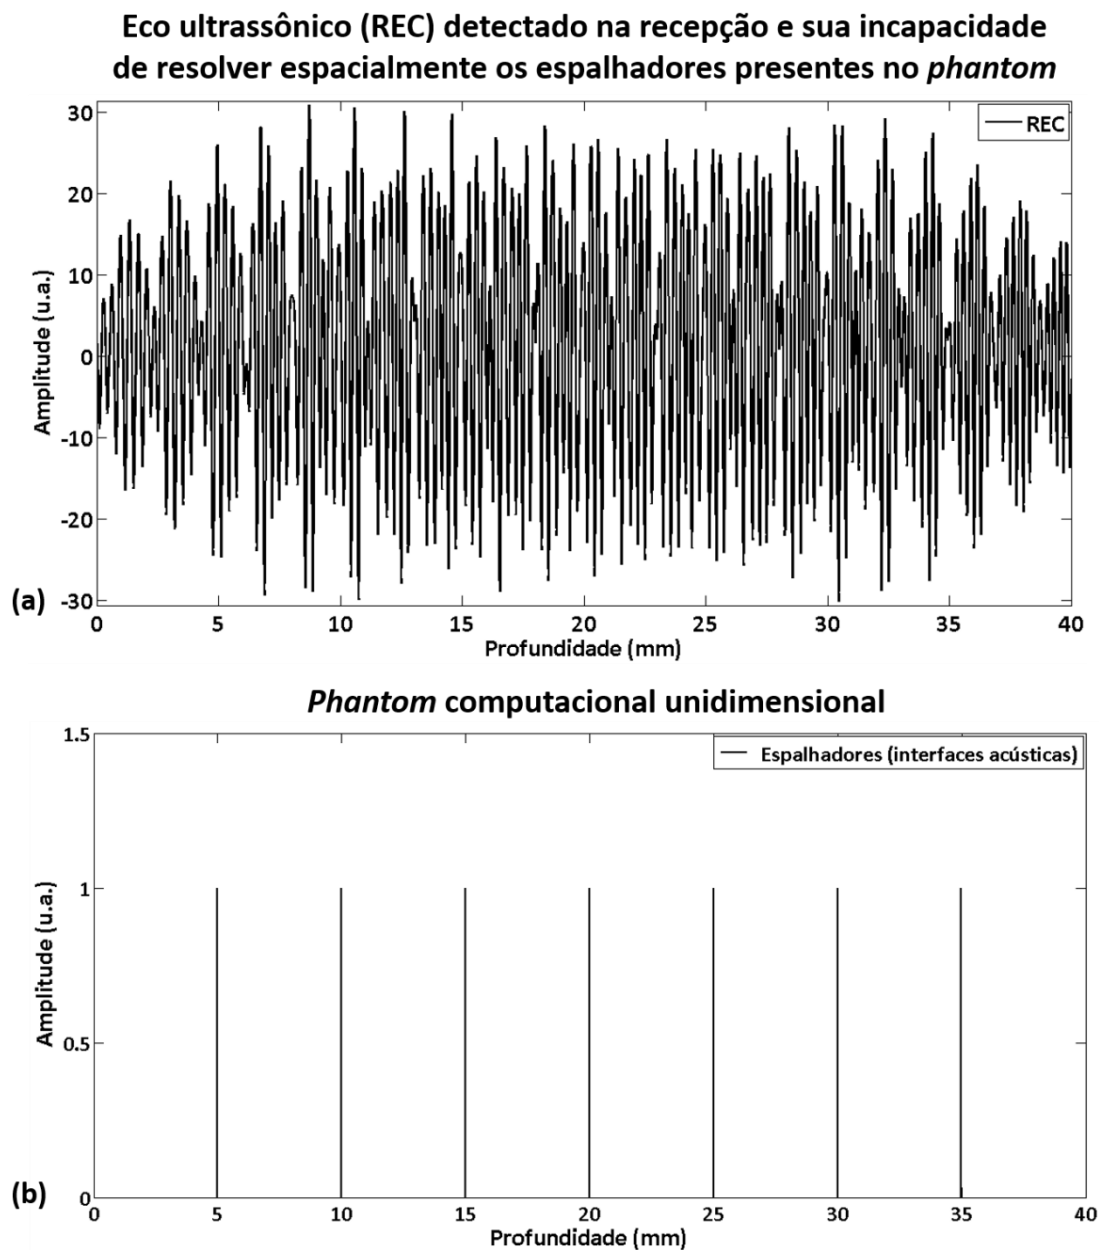 Eco ultrassônico (REC) detectado na recepção e sua incapacidade
de resolver espacialmente os espalhadores presentes no phantom
30
20
10
0
-10
-20
-30
Amplitude (u.a.)
REC
(a)
0 5 10 15 20 25 30 35 40
Profundidade (mm)
Phantom computacional unidimensional
1.5
1
0.5
0
Amplitude (u.a.)
Espalhadores (interfaces acústicas)
(b)
0 5 10 15 20 25 30 35 40
Profundidade (mm)